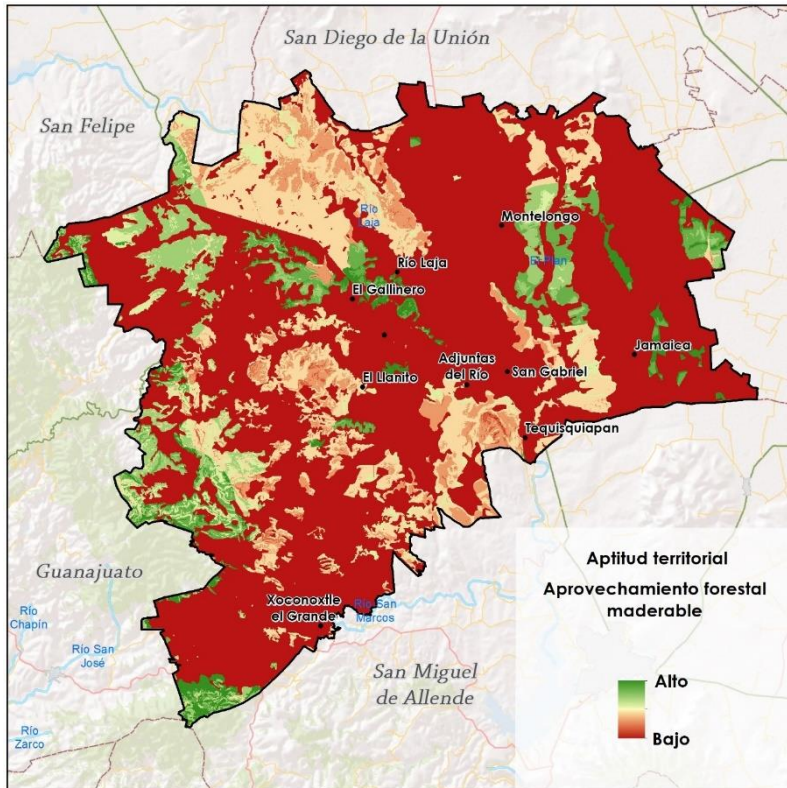 San Diego de la Unión
San Felipe
Montelongo
Río
Laja
Río Laja
El Plan
El Gallinero
Jamaica
Adjuntas
del Río
San Gabriel
El Llanito
Tequisquiapan
Aptitud territorial
Aprovechamiento forestal
maderable
Guanajuato
Xoconoxtle
el Grande
Río San
Marcos
Río
Chapín
Río San
José
San Miguel
de Allende
Alto
Bajo
Río
Zarco